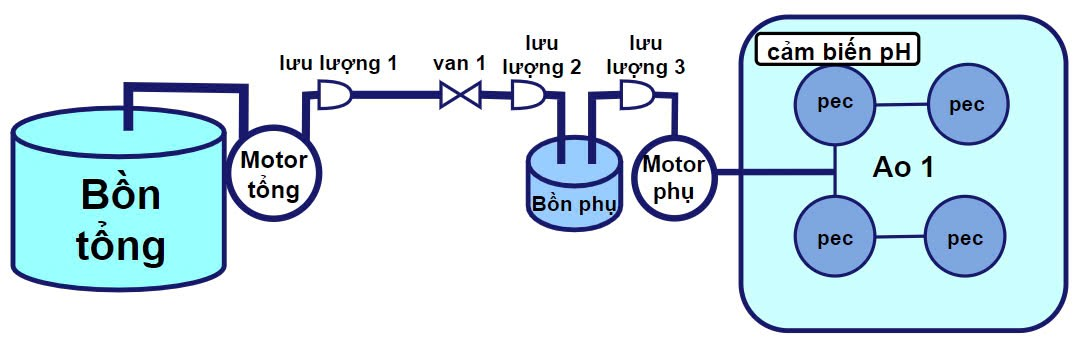 cảm biến pH
lưu lượng 1
van 1
lưu
lượng 2
lưu
lượng 3
pec
pec
Motor
tổng
Motor
phụ
Ao 1
Bồn
tổng
Bồn phụ
pec
pec